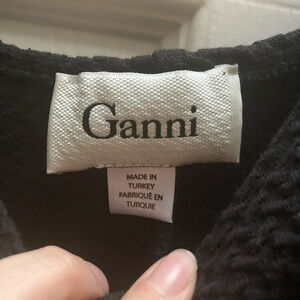 Ganni
MADE IN
TURKEY
FABRIQUÉ EN
TURQUIE